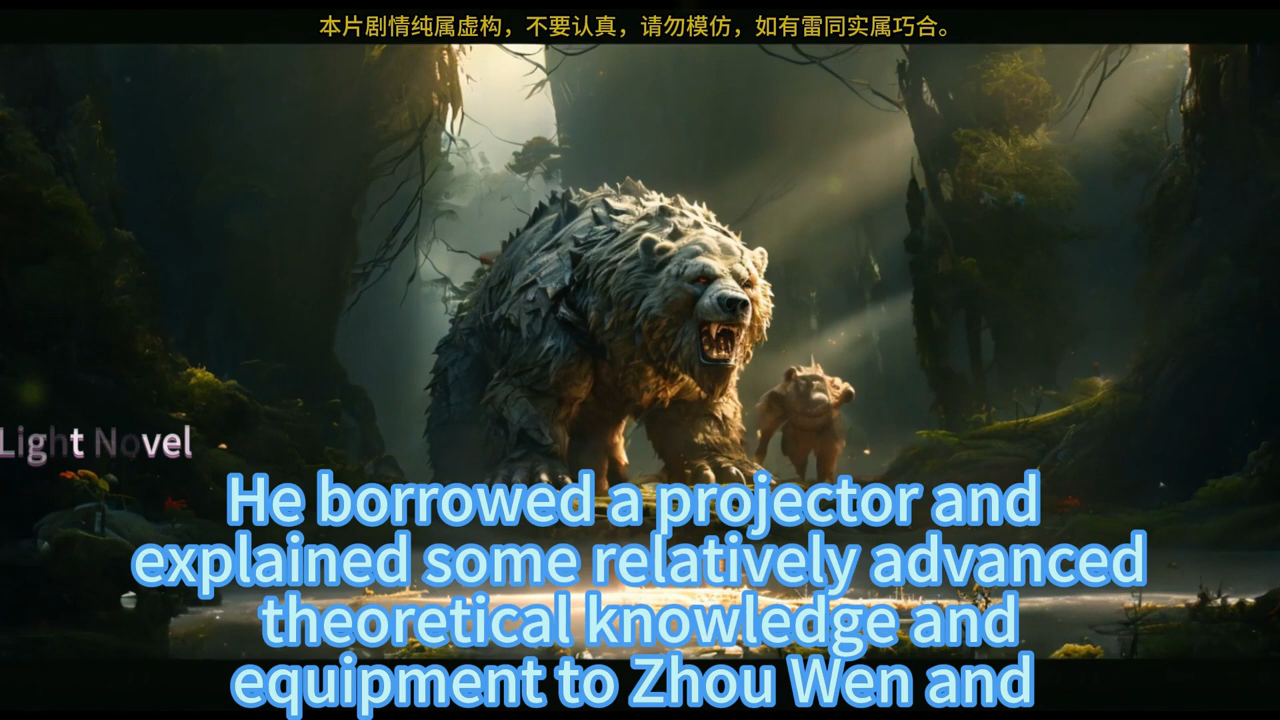 本片剧情纯属虚构，不要认真，请勿模仿，如有雷同实属巧合。
Light Novel
He borrowed a projector and
explained some relatively advanced
theoretical knowledge and
equipment to Zhou Wen and